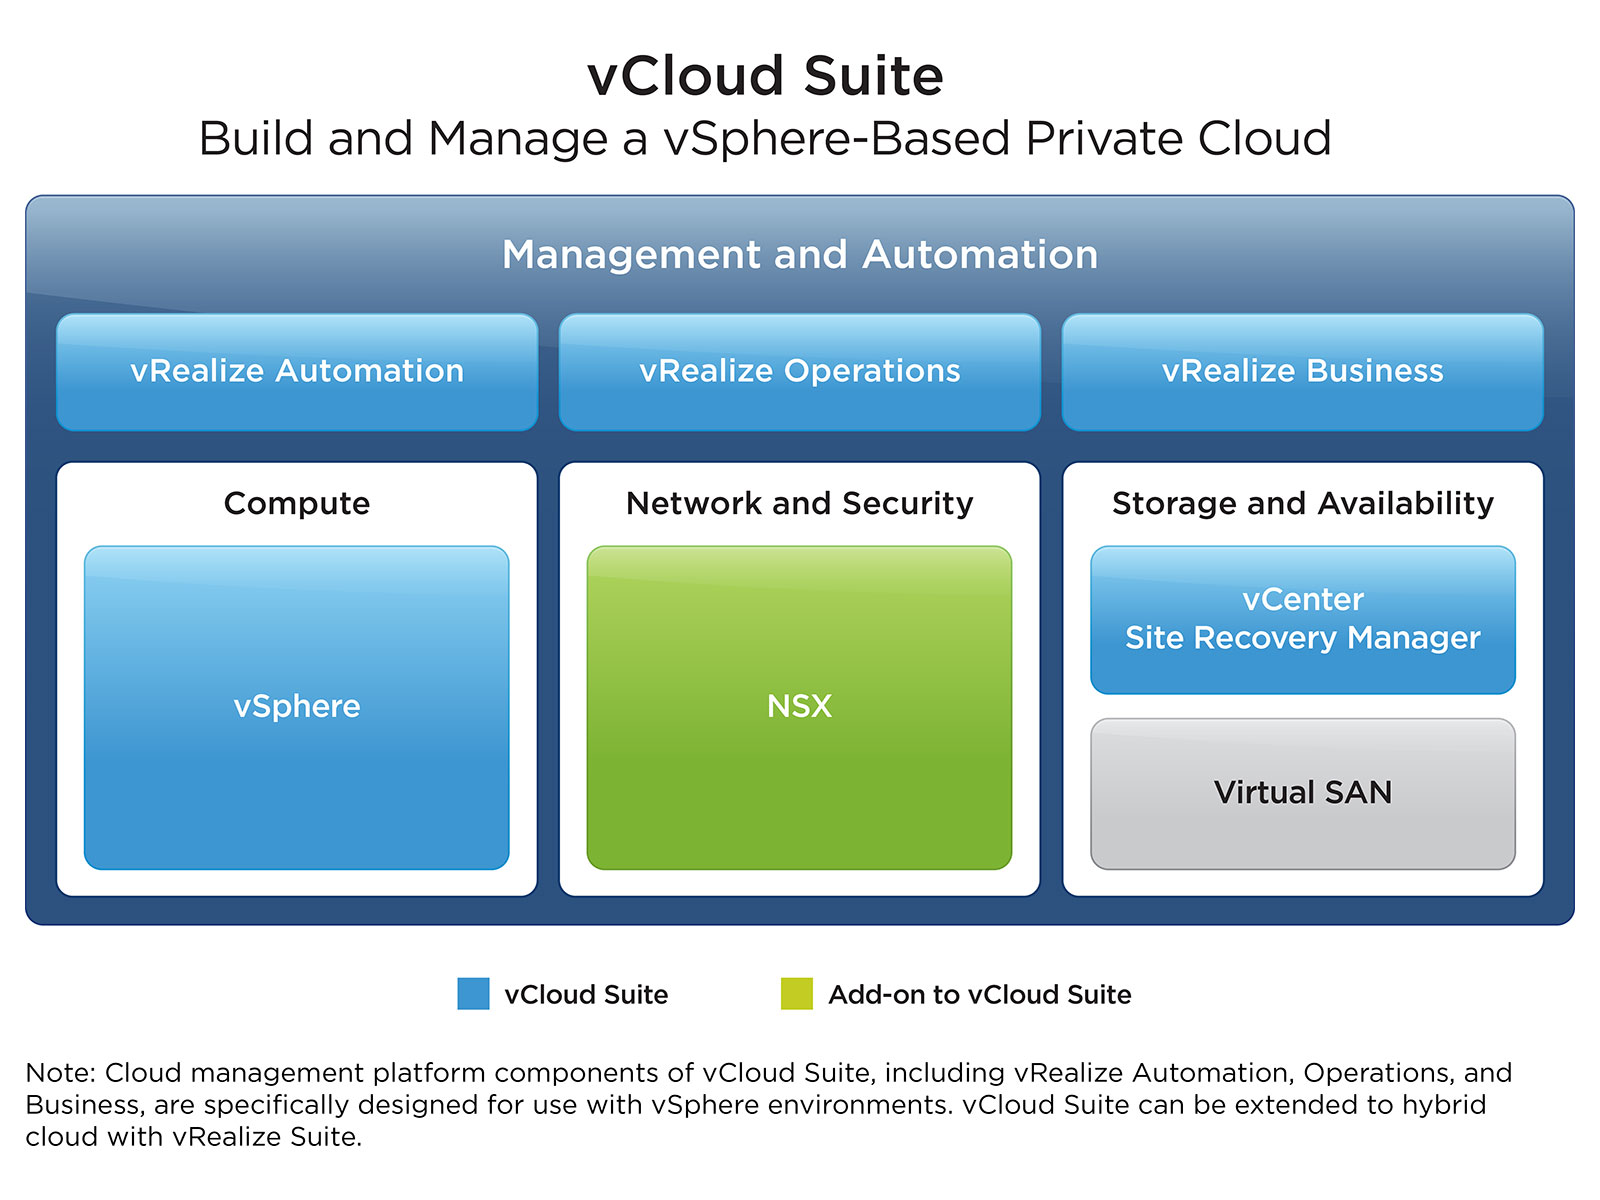 vCloud Suite
Build and Manage a vSphere-Based Private Cloud
Management and Automation
vRealize Automation
vRealize Operations
vRealize Business
Compute
vSphere
Network and Security
NSX
Storage and Availability
vCenter
Site Recovery Manager
Virtual SAN
vCloud Suite
Add-on to vCloud Suite
Note: Cloud management platform components of vCloud Suite, including vRealize Automation, Operations, and
Business, are specifically designed for use with vSphere environments. vCloud Suite can be extended to hybrid
cloud with vRealize Suite.